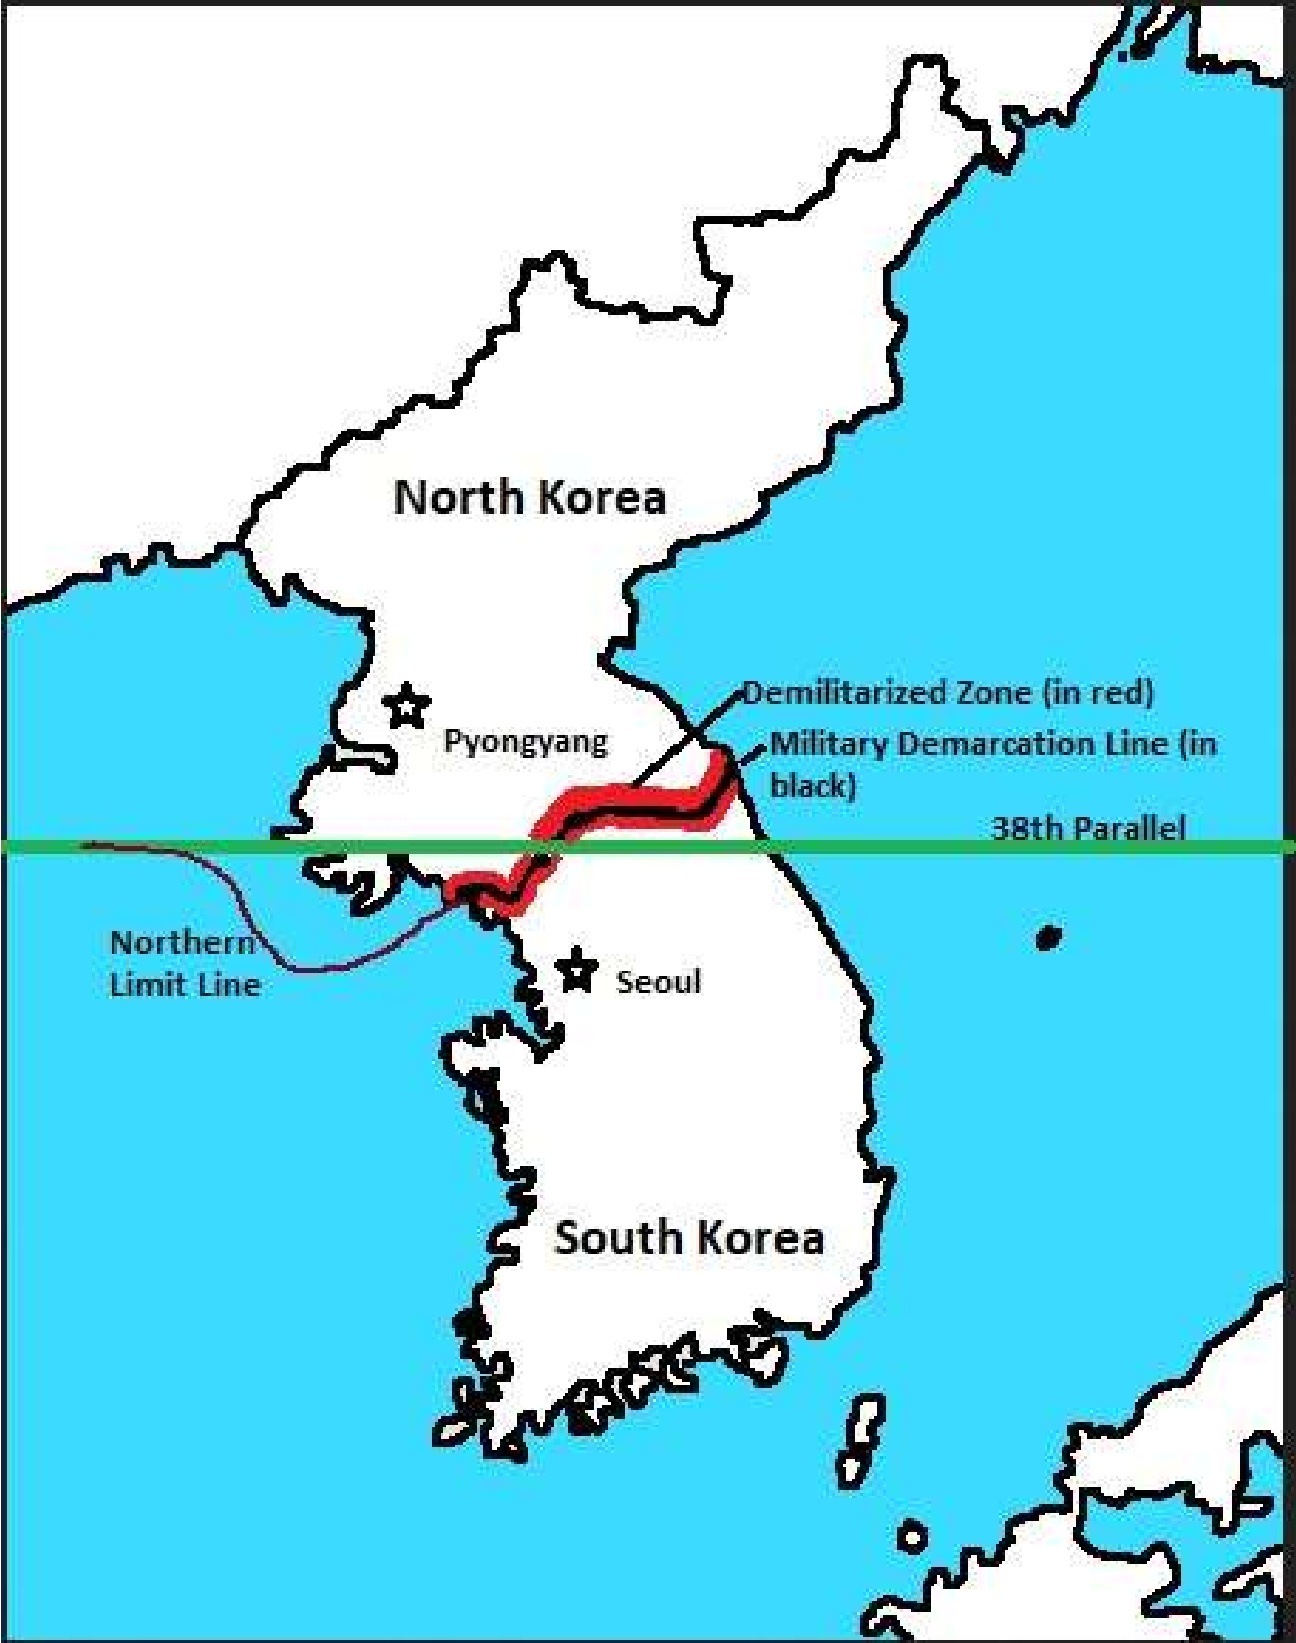 North Korea
Demilitarized Zone (in red)
Pyongyang
Military Demarcation Line (in
black)
38th Parallel
Northern
Limit Line
Seoul
South Korea